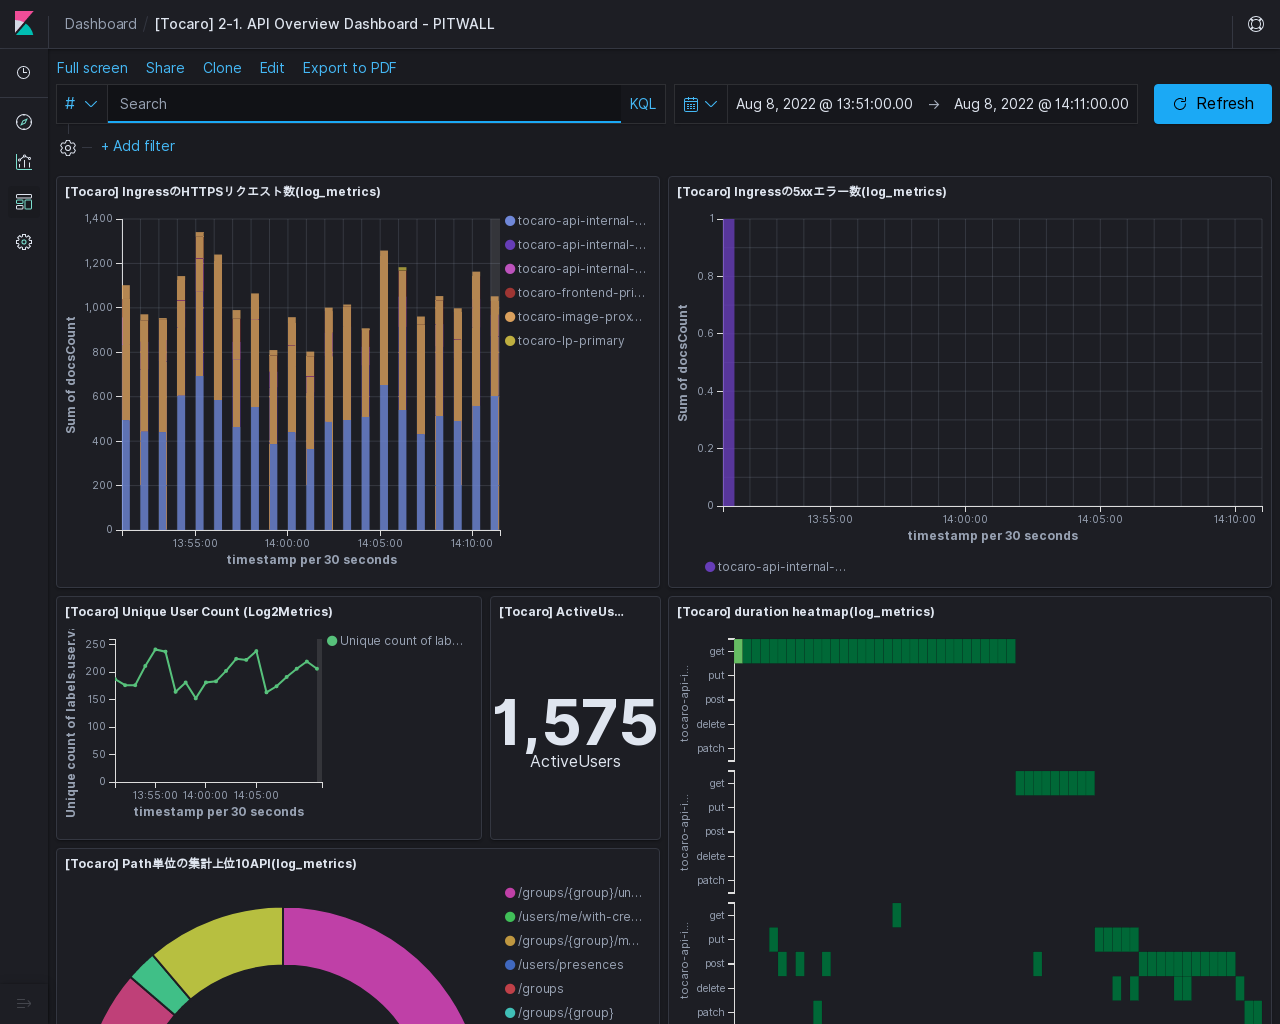 Dashboard / [Tocaro] 2-1. API Overview Dashboard - PITWALL
Full screen Share Clone Edit Export to PDF
# Search KQL Aug 8, 2022 @ 13:51:00.00 → Aug 8, 2022 @ 14:11:00.00 Refresh
+ Add filter
[Tocaro] IngressのHTTPSリクエスト数(log_metrics)
1,400
1,200
1,000
800
600
400
200
0
Sum of docsCount
13:55:00 14:00:00 14:05:00 14:10:00
timestamp per 30 seconds
tocaro-api-internal-…
tocaro-api-internal-…
tocaro-api-internal-…
tocaro-frontend-pri…
tocaro-image-prox…
tocaro-lp-primary
[Tocaro] Ingressの5xxエラー数(log_metrics)
1
0.8
0.6
0.4
0.2
0
Sum of docsCount
13:55:00 14:00:00 14:05:00 14:10:00
timestamp per 30 seconds
tocaro-api-internal-…
[Tocaro] Unique User Count (Log2Metrics)
250
200
150
100
50
0
Unique count of labels.user.v
13:55:00 14:00:00 14:05:00
timestamp per 30 seconds
Unique count of lab…
[Tocaro] ActiveUs…
1,575
ActiveUsers
[Tocaro] duration heatmap(log_metrics)
tocaro-api-i…
get
put
post
delete
patch
tocaro-api-i…
get
put
post
delete
patch
tocaro-api-i…
get
put
post
delete
patch
[Tocaro] Path単位の集計上位10API(log_metrics)
/groups/{group}/un…
/users/me/with-cre…
/groups/{group}/m…
/users/presences
/groups
/groups/{group}